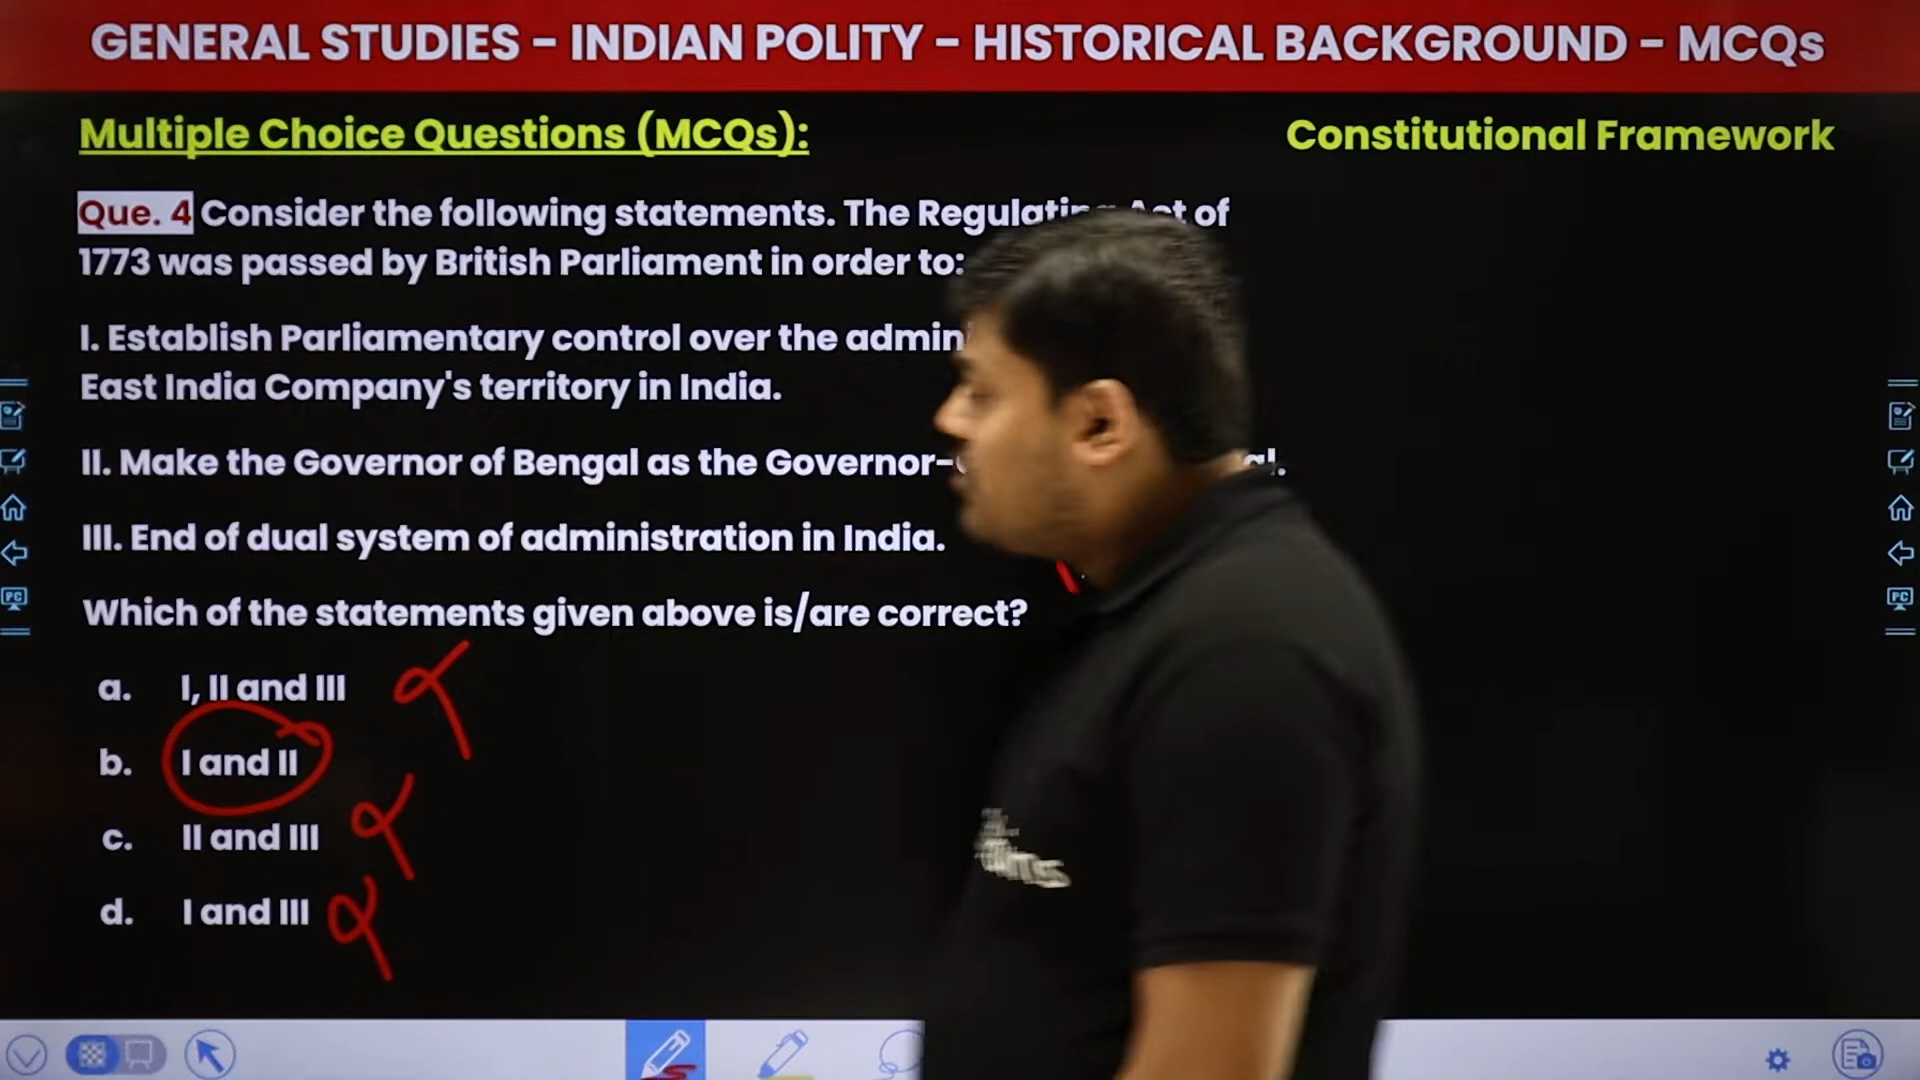 GENERAL STUDIES - INDIAN POLITY - HISTORICAL BACKGROUND - MCQs
Multiple Choice Questions (MCQs):
Constitutional Framework
Que. 4 Consider the following statements. The Regulating Act of
1773 was passed by British Parliament in order to:
I. Establish Parliamentary control over the
East India Company's territory in India.
II. Make the Governor of Bengal as the Governor-
III. End of dual system of administration in India.
Which of the statements given above is/are correct?
a. I, II and III
b. I and II
c. II and III
d. I and III
PC
PC